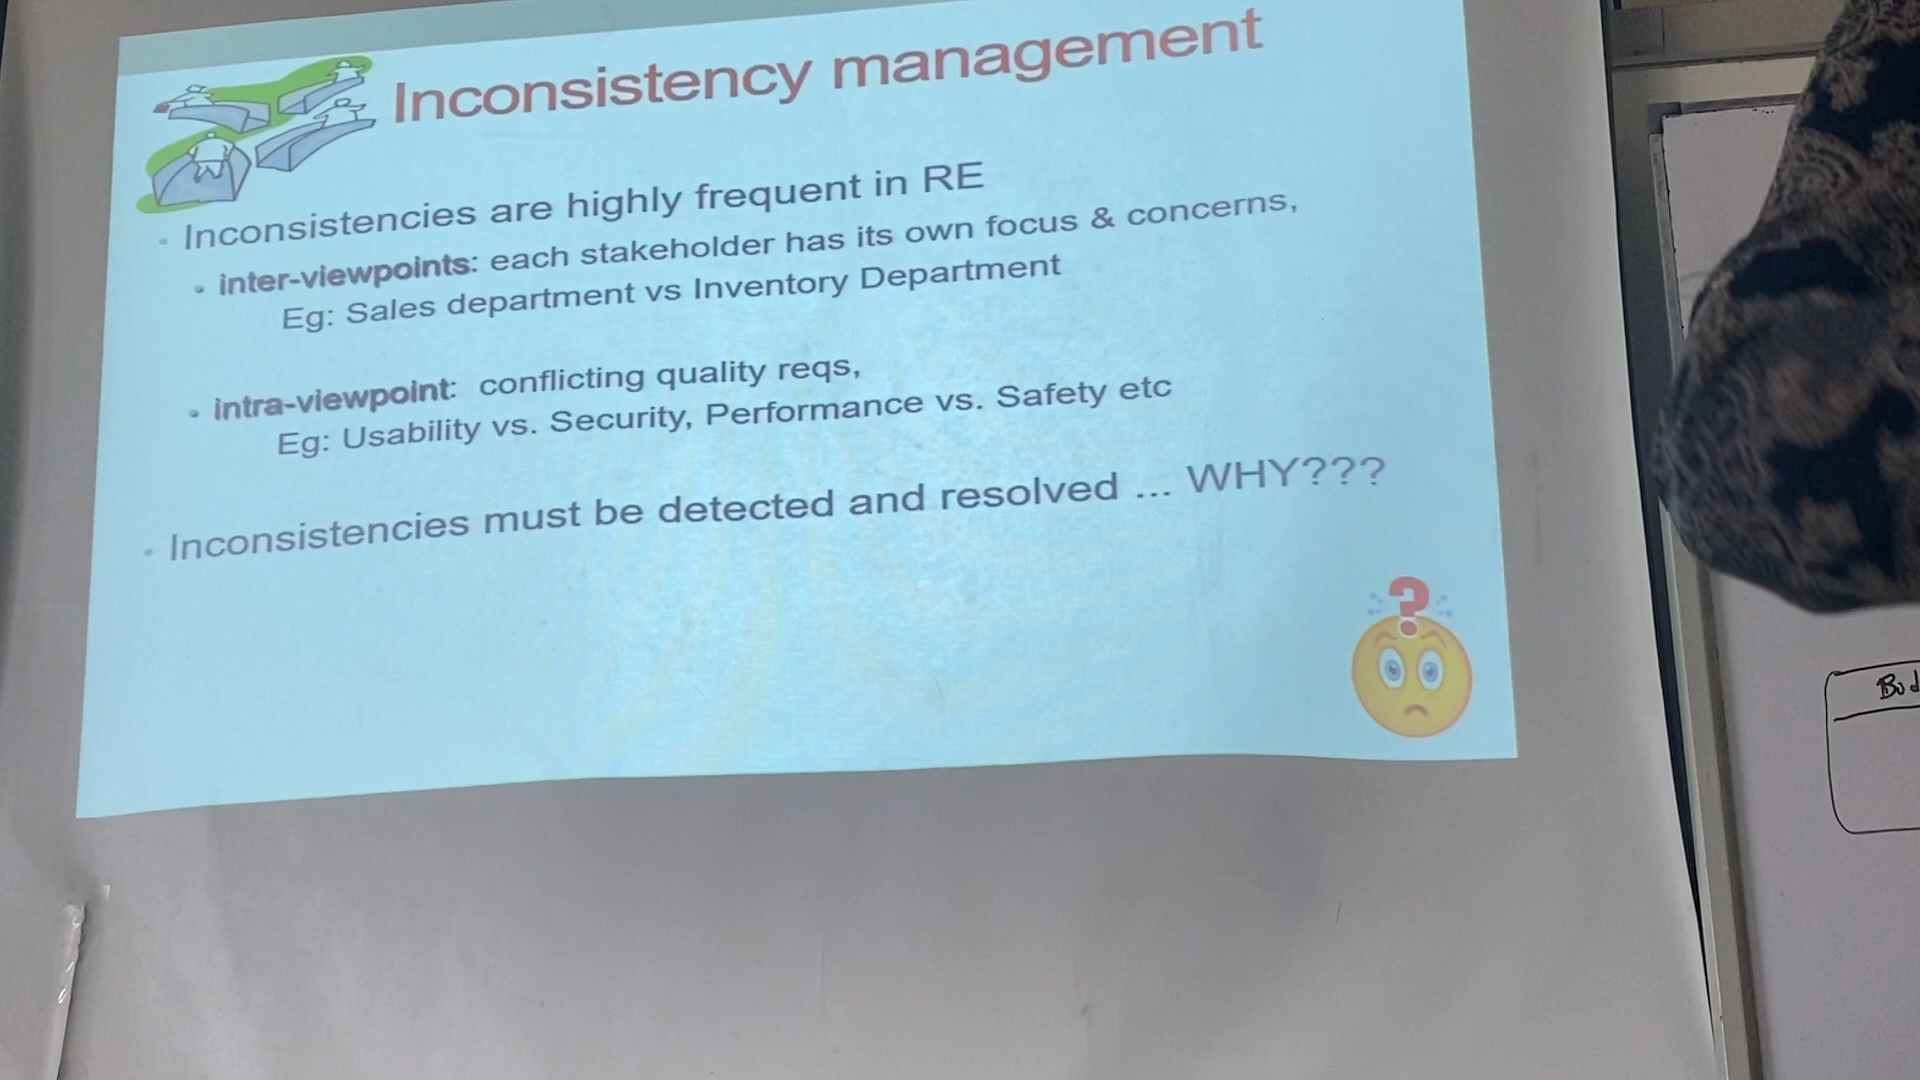 Inconsistency management
• Inconsistencies are highly frequent in RE
• inter-viewpoints: each stakeholder has its own focus & concerns,
Eg: Sales department vs Inventory Department
• intra-viewpoint: conflicting quality reqs,
Eg: Usability vs. Security, Performance vs. Safety etc
• Inconsistencies must be detected and resolved ... WHY???
?